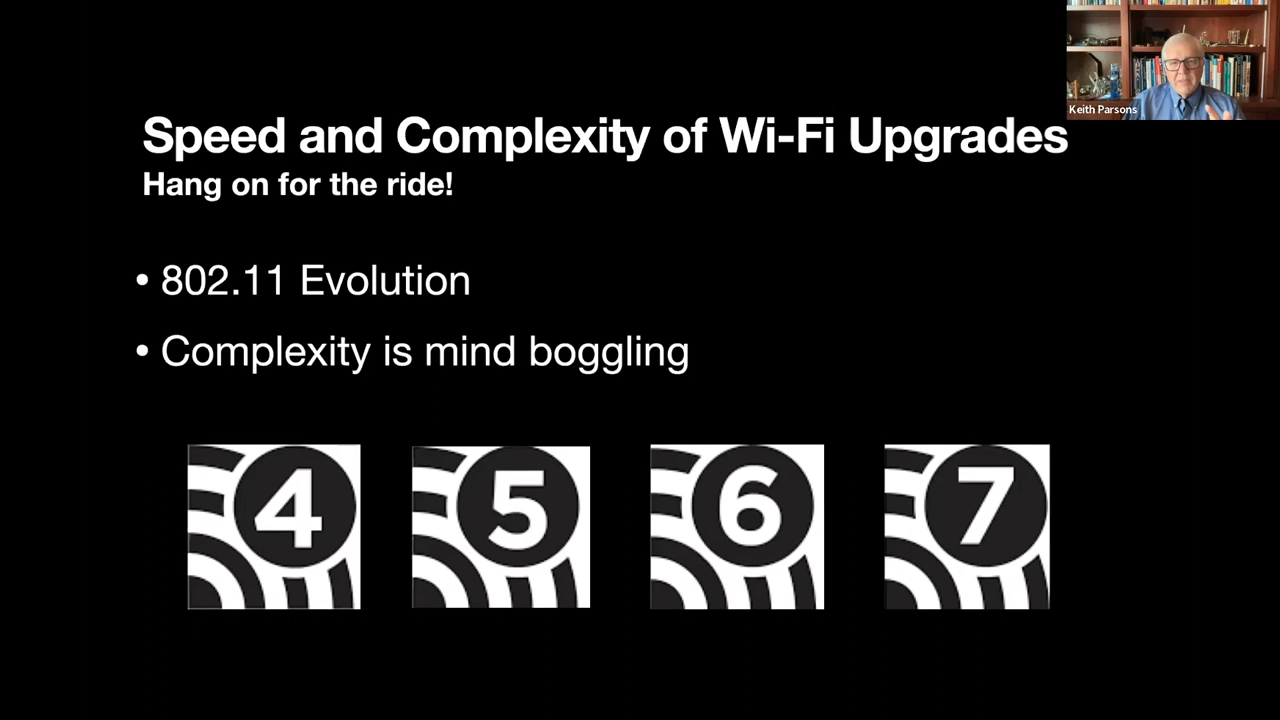 Keith Parsons
Speed and Complexity of Wi-Fi Upgrades
Hang on for the ride!
• 802.11 Evolution
• Complexity is mind boggling
4 5 6 7